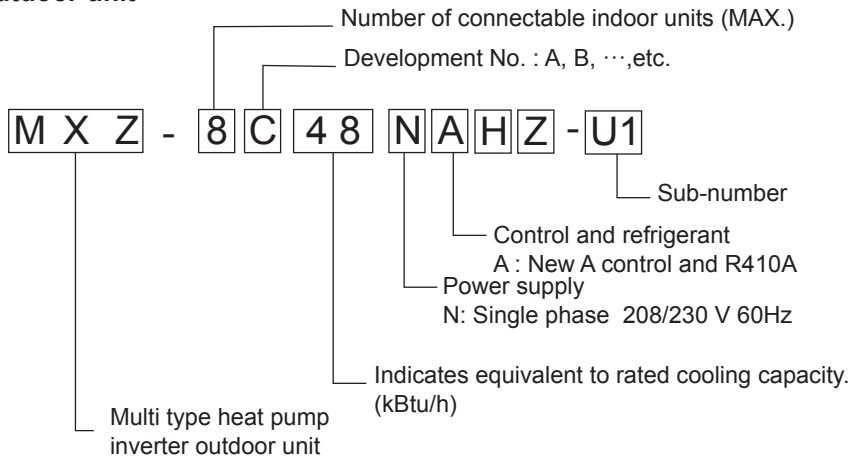 Number of connectable indoor units (MAX.)
Development No. : A, B, ···,etc.
M X Z - 8 C 4 8 N A H Z - U1
Sub-number
Control and refrigerant
A : New A control and R410A
Power supply
N: Single phase 208/230 V 60Hz
Indicates equivalent to rated cooling capacity.
(kBtu/h)
Multi type heat pump
inverter outdoor unit